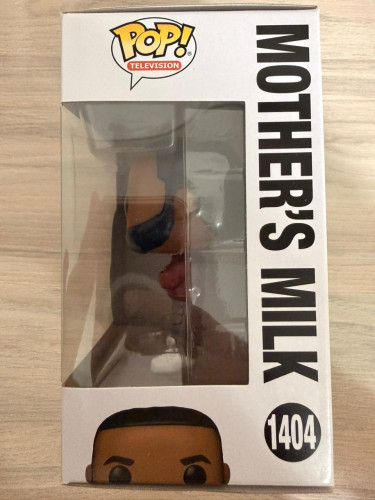 POP!
TELEVISION
MOTHER'S MILK
1404